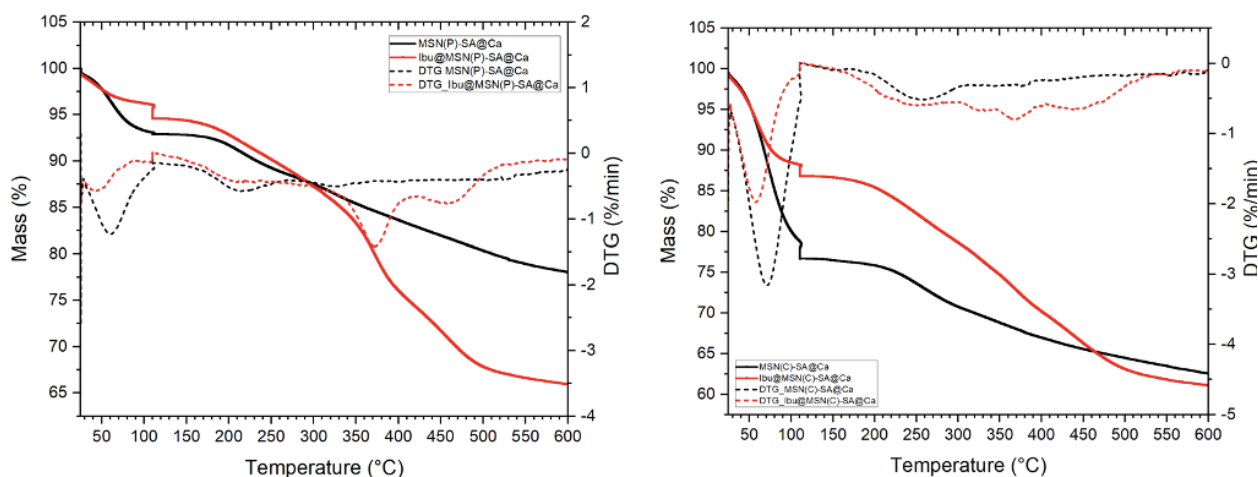 105
100
95
90
85
80
75
70
65
2
1
0
-1
-2
-3
-4
50 100 150 200 250 300 350 400 450 500 550 600
Mass (%)
DTG (%/min)
Temperature (°C)
MSN(P)-SA@Ca
Ibu@MSN(P)-SA@Ca
DTG MSN(P)-SA@Ca
DTG_Ibu@MSN(P)-SA@Ca
105
100
95
90
85
80
75
70
65
60
0
-1
-2
-3
-4
-5
50 100 150 200 250 300 350 400 450 500 550 600
Mass (%)
DTG (%/min)
Temperature (°C)
MSN(C)-SA@Ca
Ibu@MSN(C)-SA@Ca
DTG_MSN(C)-SA@Ca
DTG_Ibu@MSN(C)-SA@Ca